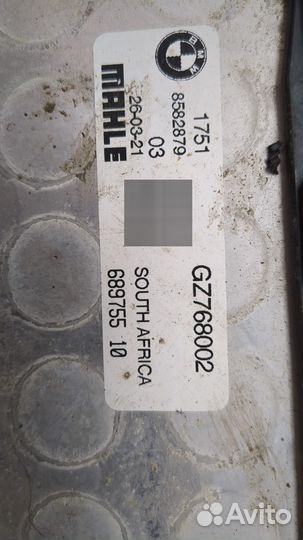 BMW
1751
8582879
03
26-03-21
MAHLE
GZ768002
SOUTH AFRICA
689755 10
Avito